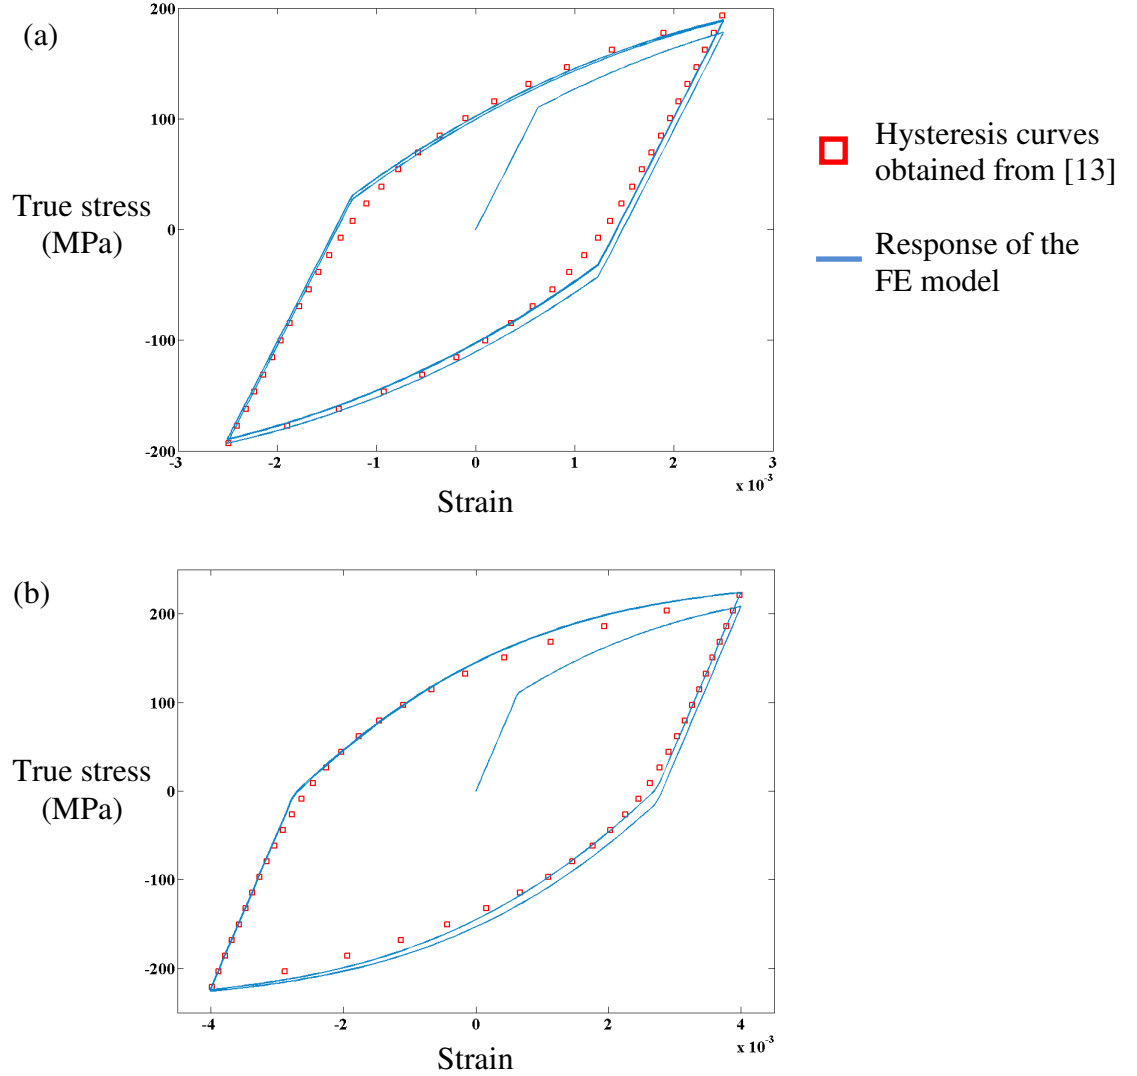 (a)
200
100
0
-100
-200
-3
-2
-1
0
1
2
3
x 10⁻³
True stress
(MPa)
Strain
Hysteresis curves
obtained from [13]
Response of the
FE model
(b)
200
100
0
-100
-200
-4
-2
0
2
4
x 10⁻³
True stress
(MPa)
Strain